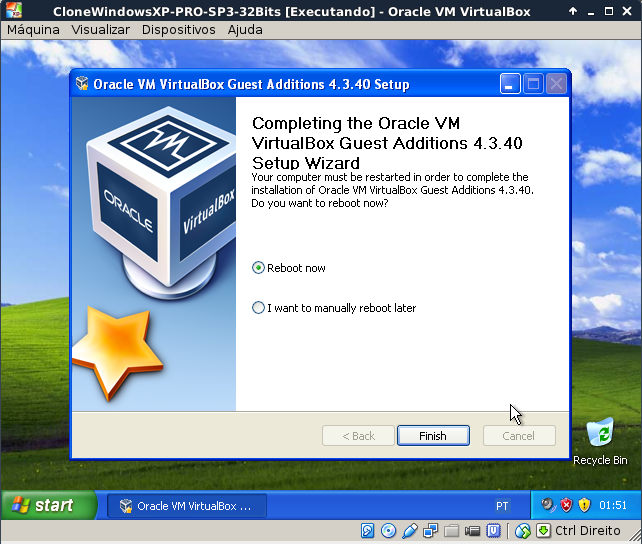 CloneWindowsXP-PRO-SP3-32Bits [Executando] - Oracle VM VirtualBox
Máquina Visualizar Dispositivos Ajuda
Oracle VM VirtualBox Guest Additions 4.3.40 Setup
ORACLE
VirtualBox
Completing the Oracle VM
VirtualBox Guest Additions 4.3.40
Setup Wizard
Your computer must be restarted in order to complete the
installation of Oracle VM VirtualBox Guest Additions 4.3.40.
Do you want to reboot now?
Reboot now
I want to manually reboot later
< Back Finish Cancel
Recycle Bin
start Oracle VM VirtualBox ... PT 01:51
Ctrl Direito